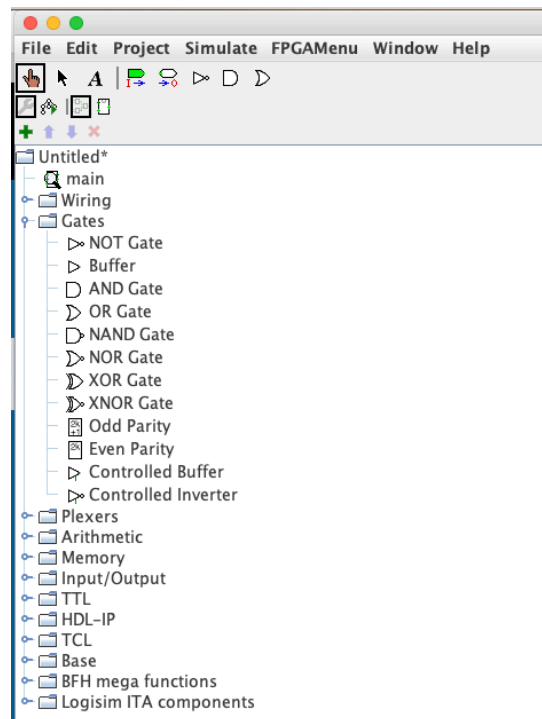 File Edit Project Simulate FPGAMenu Window Help
A
Untitled*
main
Wiring
Gates
NOT Gate
Buffer
AND Gate
OR Gate
NAND Gate
NOR Gate
XOR Gate
XNOR Gate
Odd Parity
Even Parity
Controlled Buffer
Controlled Inverter
Plexers
Arithmetic
Memory
Input/Output
TTL
HDL-IP
TCL
Base
BFH mega functions
Logisim ITA components